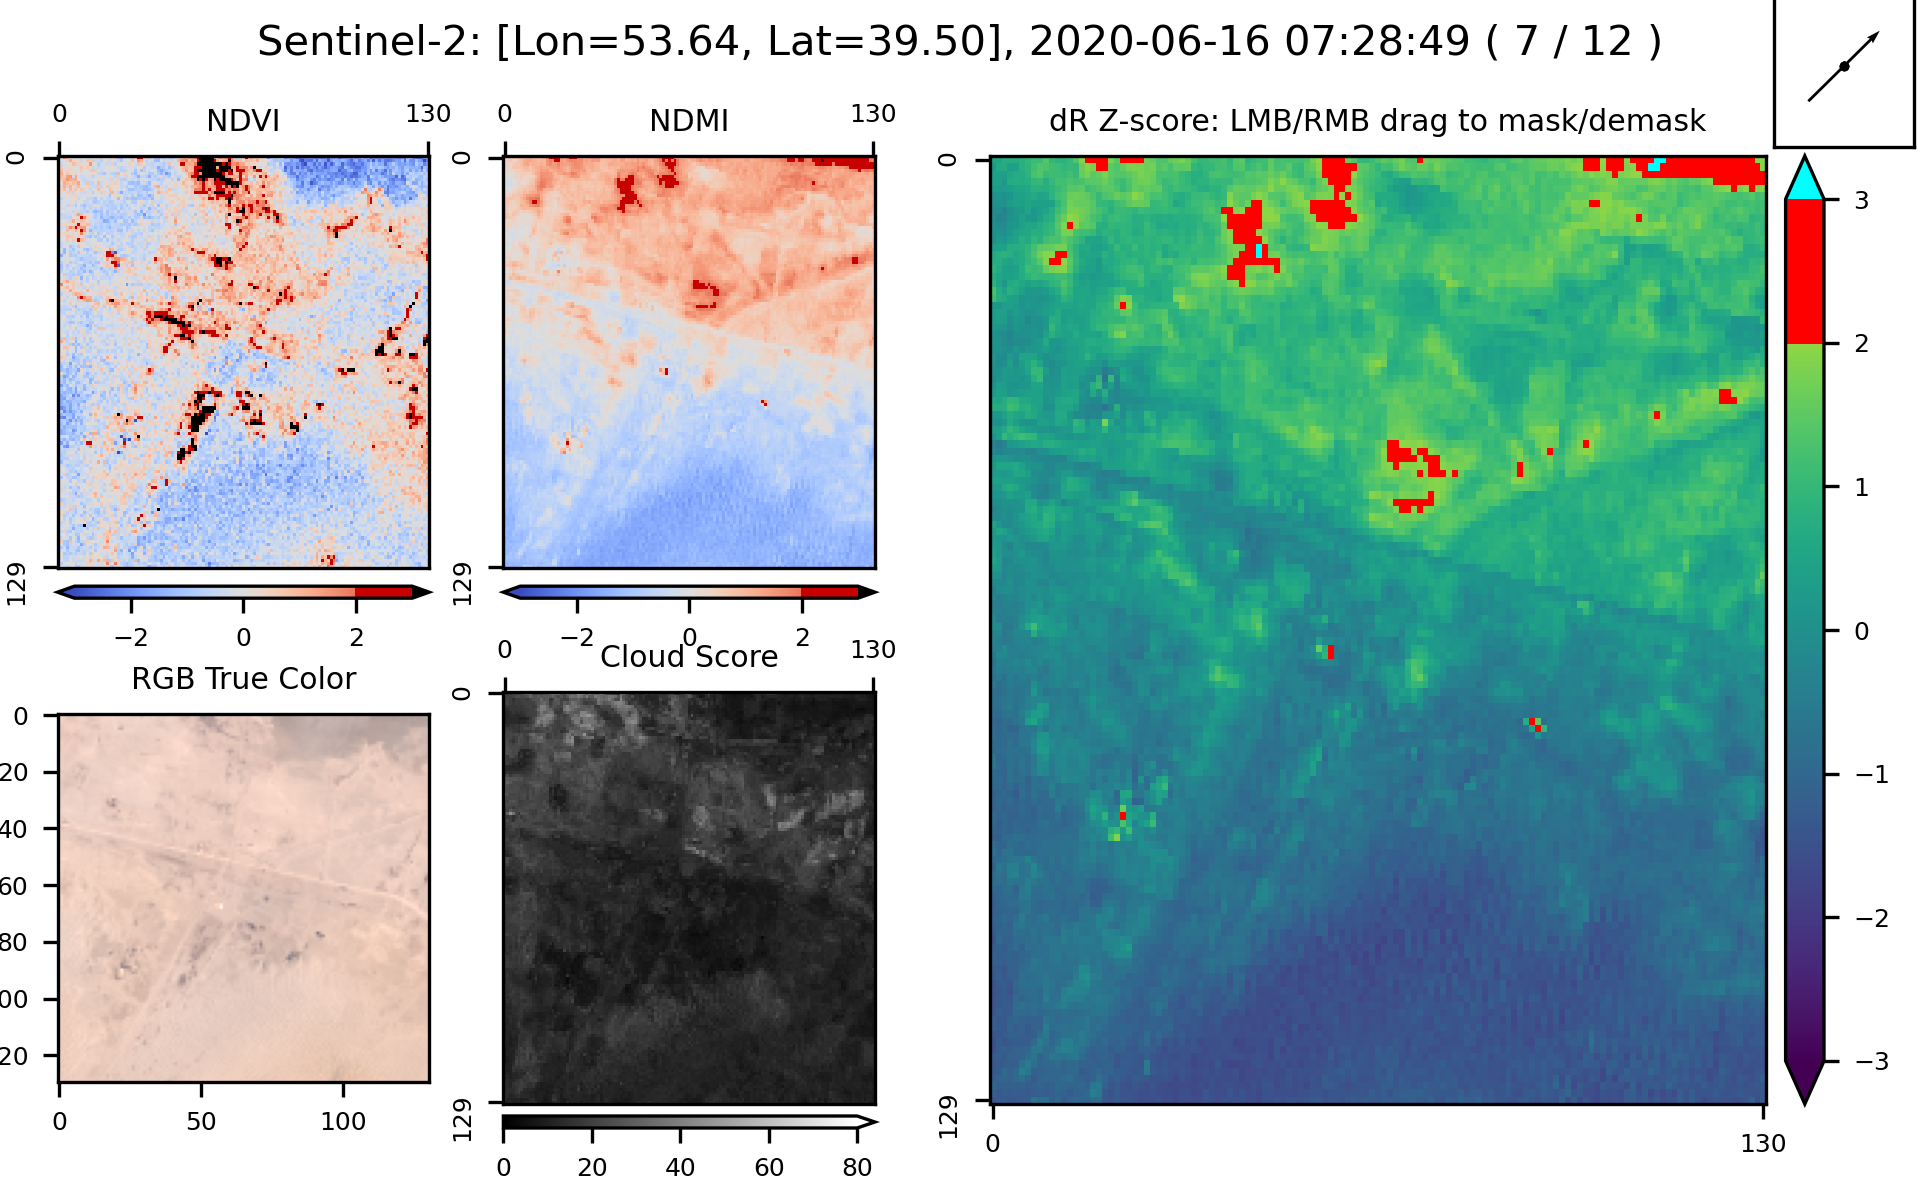 Sentinel-2: [Lon=53.64, Lat=39.50], 2020-06-16 07:28:49 ( 7 / 12 )
0 130 0 130
NDVI NDMI dR Z-score: LMB/RMB drag to mask/demask
0 0 0
3
2
1
0
−1
−2
−3
129 129
−2 0 2 −2 0 2
0 130
RGB True Color Cloud Score
0
0
20
40
60
80
00
20
0 50 100
129
0 20 40 60 80
129
0 130